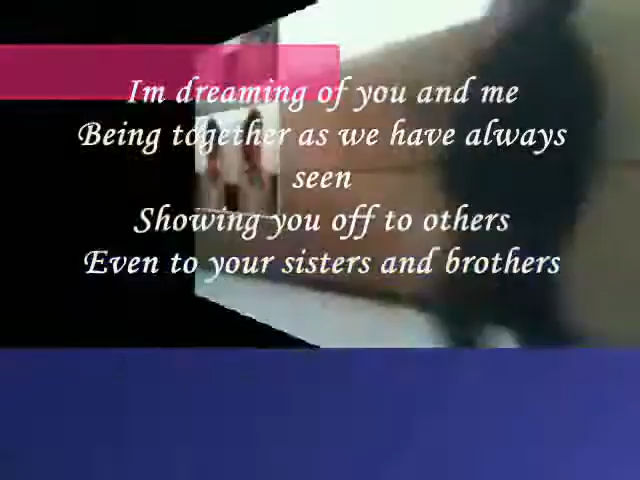 Im dreaming of you and me
Being together as we have always
seen
Showing you off to others
Even to your sisters and brothers